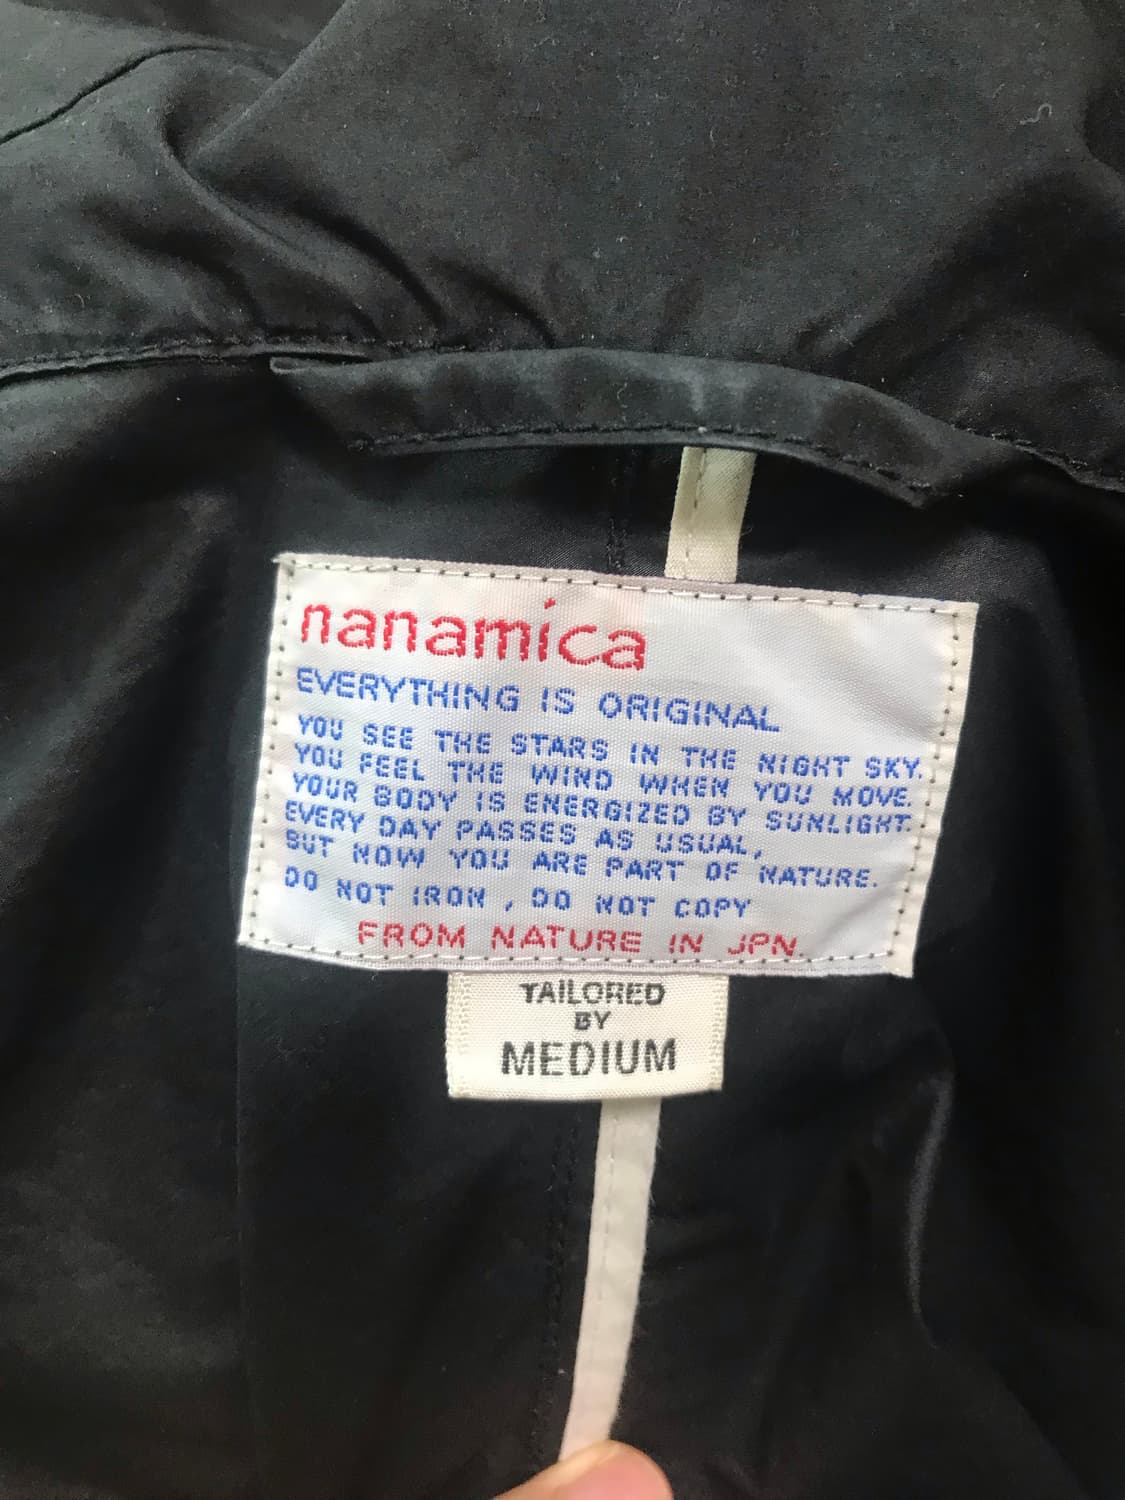 nanamica
EVERYTHING IS ORIGINAL
YOU SEE THE STARS IN THE NIGHT SKY.
YOU FEEL THE WIND WHEN YOU MOVE.
YOUR BODY IS ENERGIZED BY SUNLIGHT.
EVERY DAY PASSES AS USUAL,
BUT NOW YOU ARE PART OF NATURE.
DO NOT IRON , DO NOT COPY
FROM NATURE IN JPN.
TAILORED
BY
MEDIUM